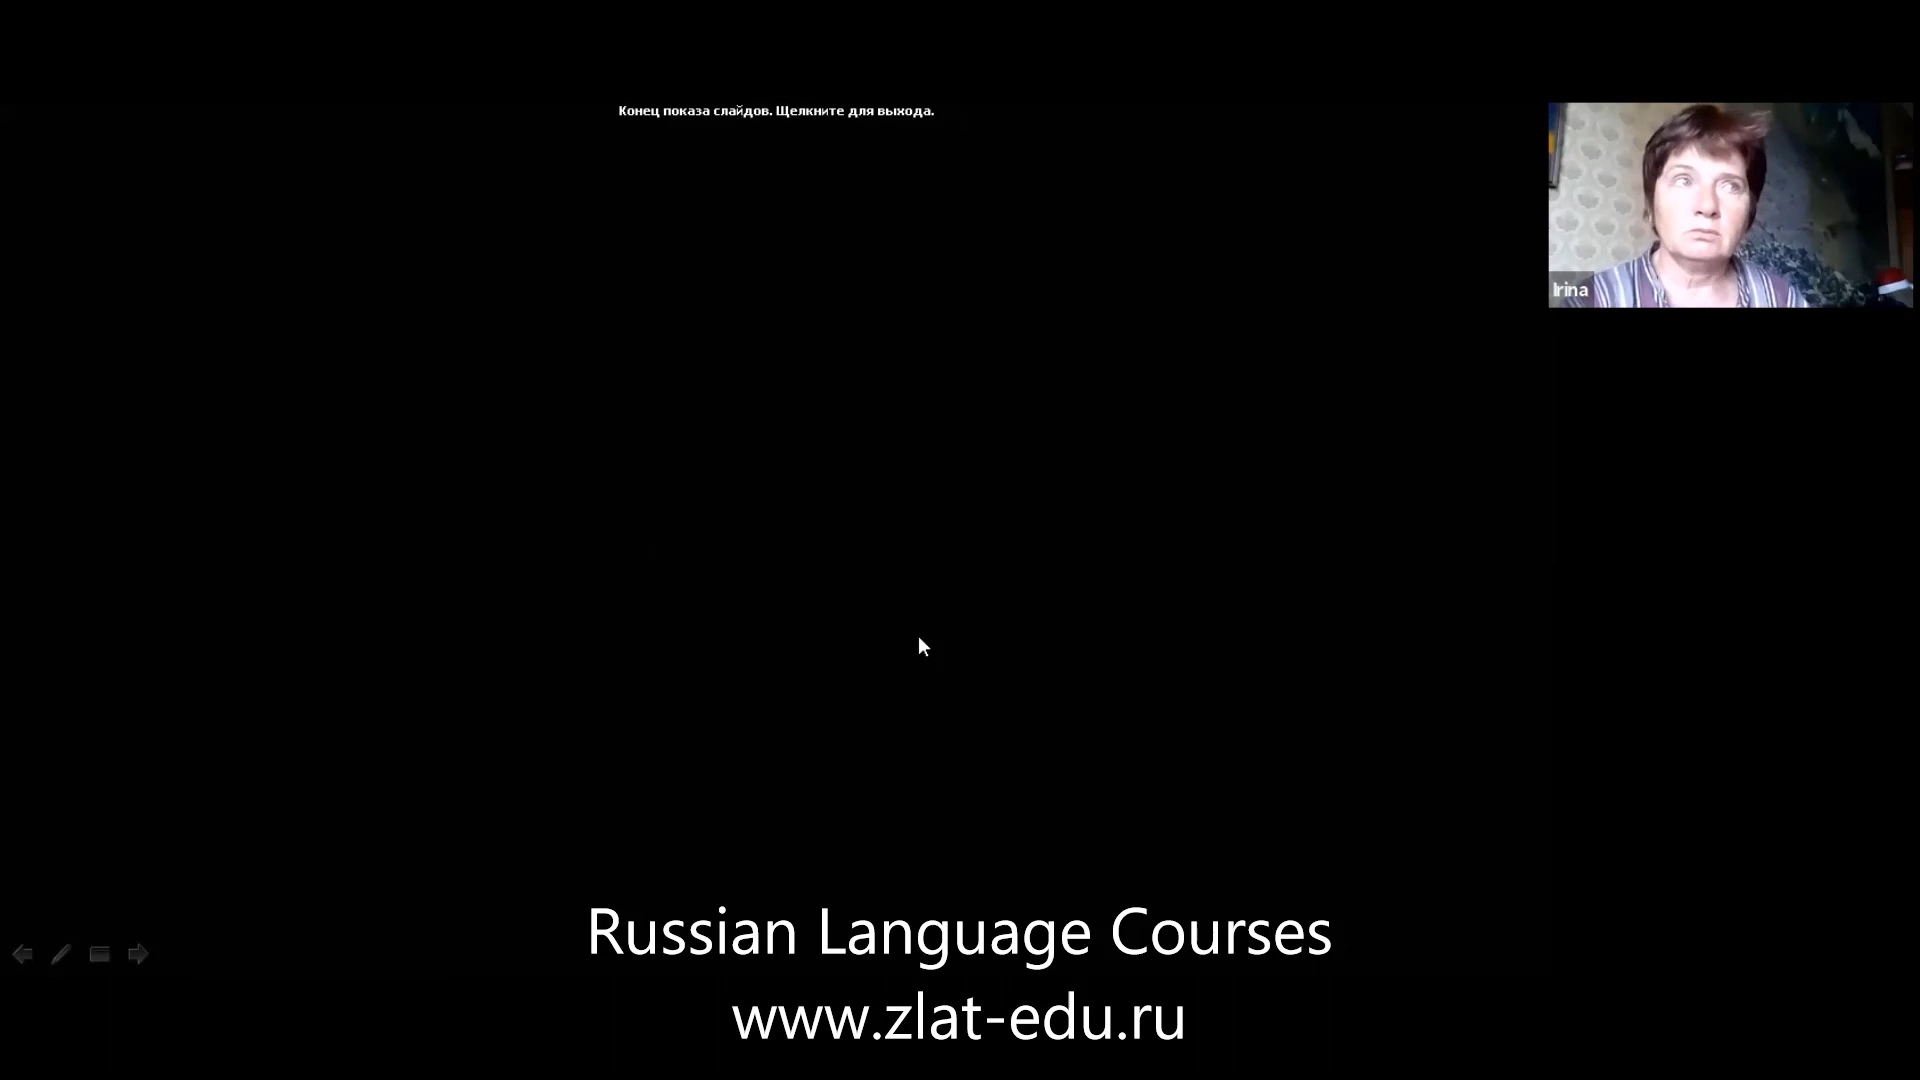 Конец показа слайдов. Щелкните для выхода.
Irina
Russian Language Courses
www.zlat-edu.ru